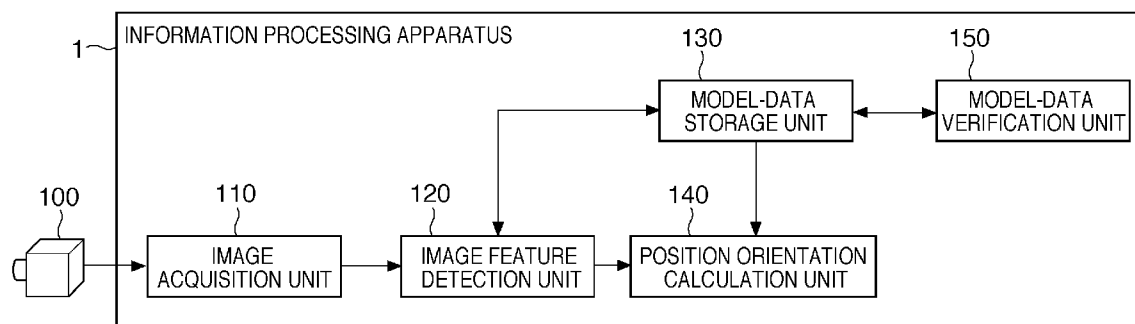 1
INFORMATION PROCESSING APPARATUS
130
150
MODEL-DATA
STORAGE UNIT
MODEL-DATA
VERIFICATION UNIT
100
110
120
140
IMAGE
ACQUISITION UNIT
IMAGE FEATURE
DETECTION UNIT
POSITION ORIENTATION
CALCULATION UNIT